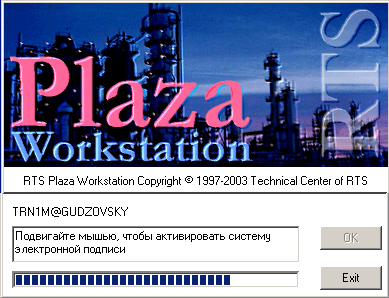 RTS
Plaza
Workstation
RTS Plaza Workstation Copyright © 1997-2003 Technical Center of RTS
TRN1M@GUDZOVSKY
Подвигайте мышью, чтобы активировать систему
электронной подписи
OK
Exit